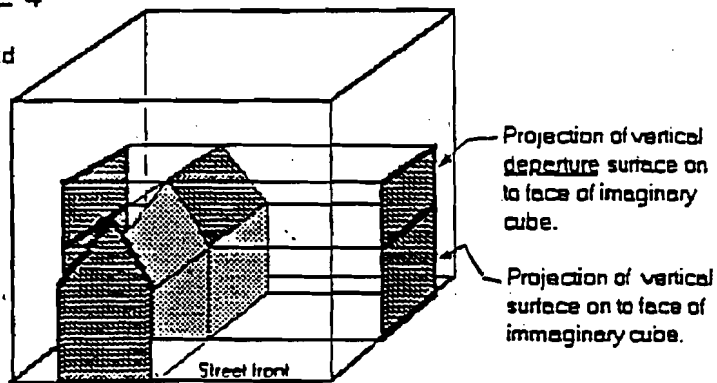 Projection of vertical
departure surface on
to face of imaginary
cube.
Projection of vertical
surface on to face of
immaginary cube.
Street front